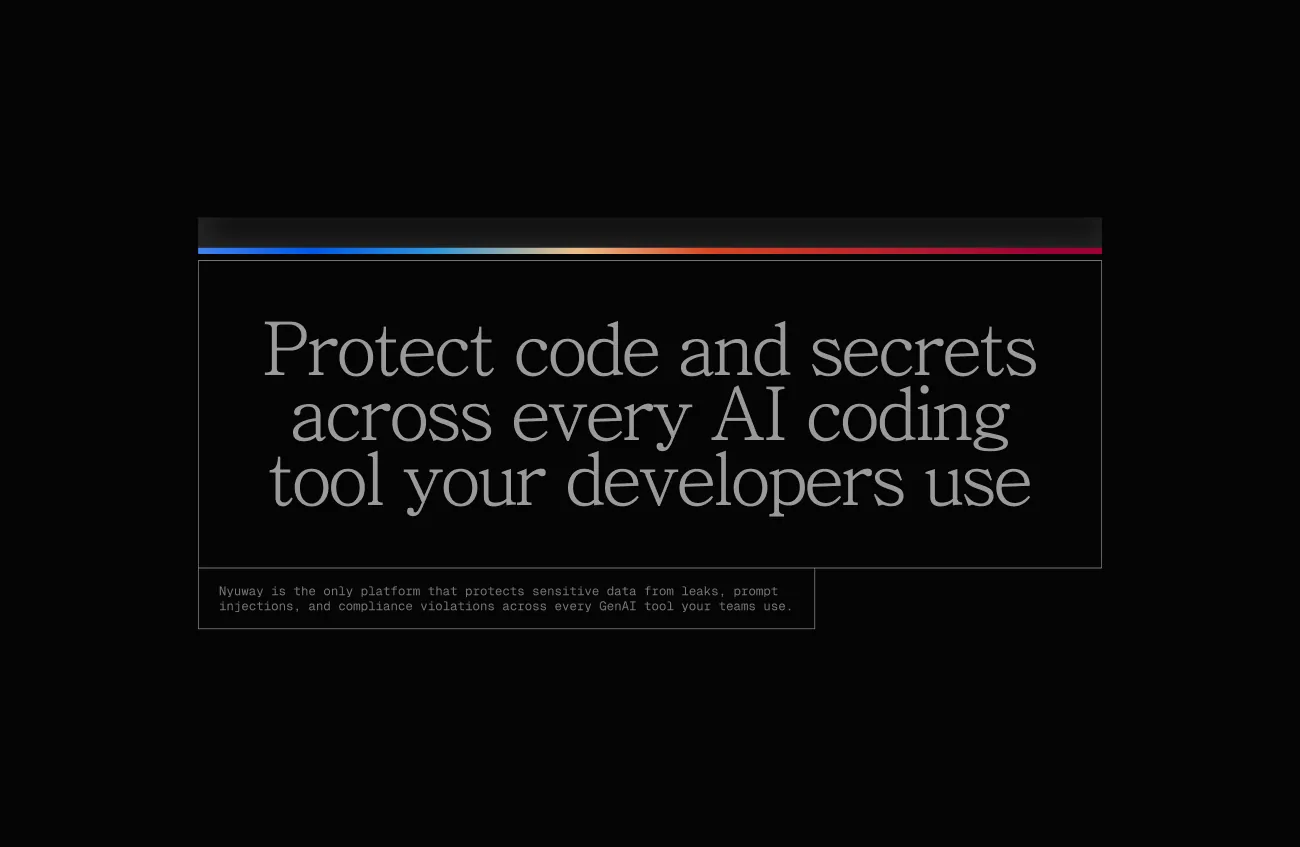 Protect code and secrets
across every AI coding
tool your developers use
Nyuway is the only platform that protects sensitive data from leaks, prompt
injections, and compliance violations across every GenAI tool your teams use.